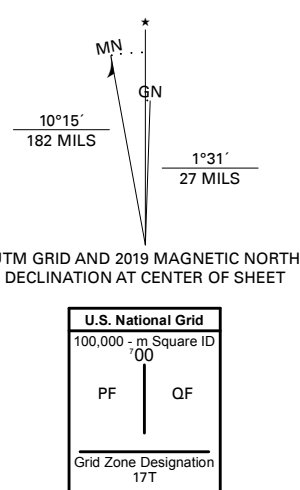 ★
MN
GN
10°15´
182 MILS
1°31´
27 MILS
UTM GRID AND 2019 MAGNETIC NORTH
DECLINATION AT CENTER OF SHEET
U.S. National Grid
100,000 - m Square ID
⁷00
PF QF
Grid Zone Designation
17T